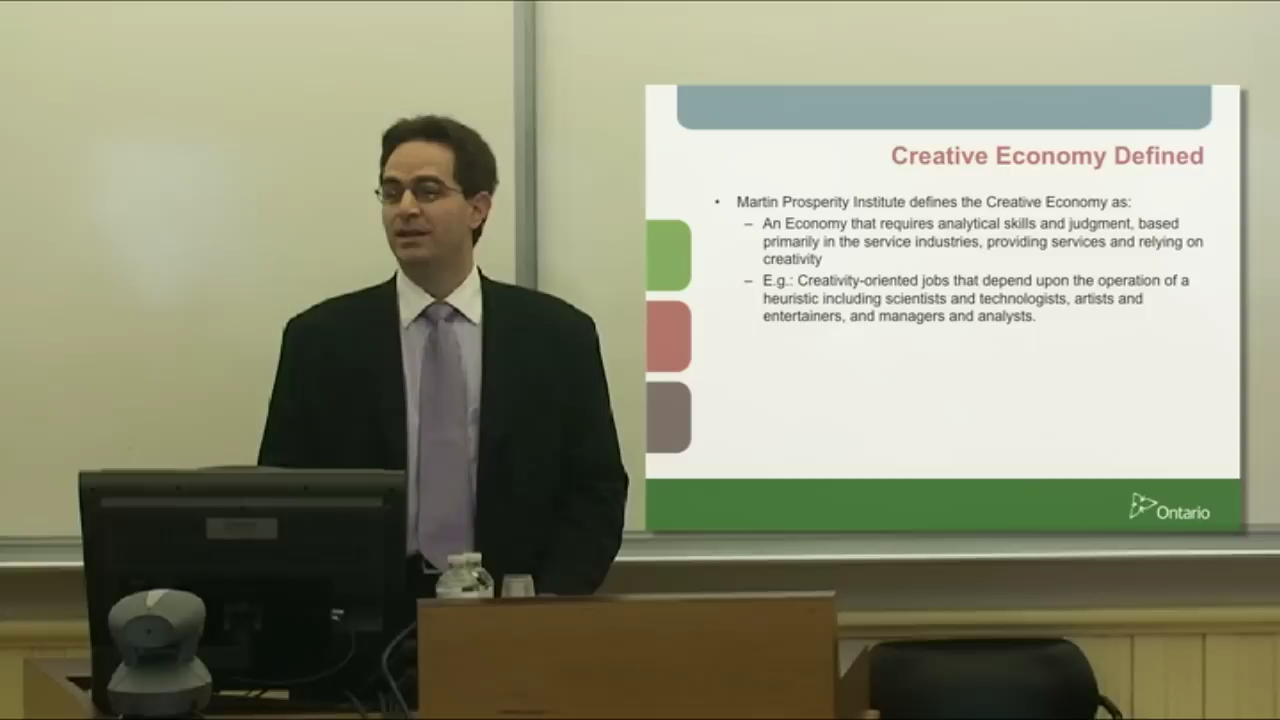 Creative Economy Defined
• Martin Prosperity Institute defines the Creative Economy as:
– An Economy that requires analytical skills and judgment, based
primarily in the service industries, providing services and relying on
creativity
– E.g.: Creativity-oriented jobs that depend upon the operation of a
heuristic including scientists and technologists, artists and
entertainers, and managers and analysts.
Ontario